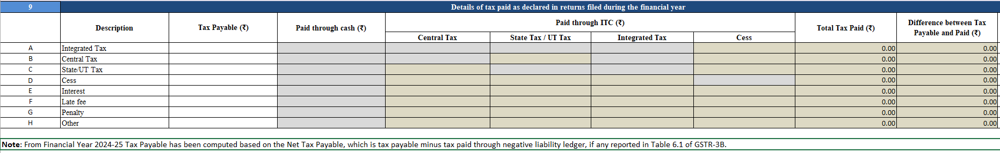 9 Details of tax paid as declared in returns filed during the financial year
Description Tax Payable (₹) Paid through cash (₹) Paid through ITC (₹) Total Tax Paid (₹) Difference between Tax Payable and Paid (₹)
Central Tax State Tax / UT Tax Integrated Tax Cess
A Integrated Tax 0.00 0.00
B Central Tax 0.00 0.00
C State/UT Tax 0.00 0.00
D Cess 0.00 0.00
E Interest 0.00 0.00
F Late fee 0.00 0.00
G Penalty 0.00 0.00
H Other 0.00 0.00
Note: From Financial Year 2024-25 Tax Payable has been computed based on the Net Tax Payable, which is tax payable minus tax paid through negative liability ledger, if any reported in Table 6.1 of GSTR-3B.